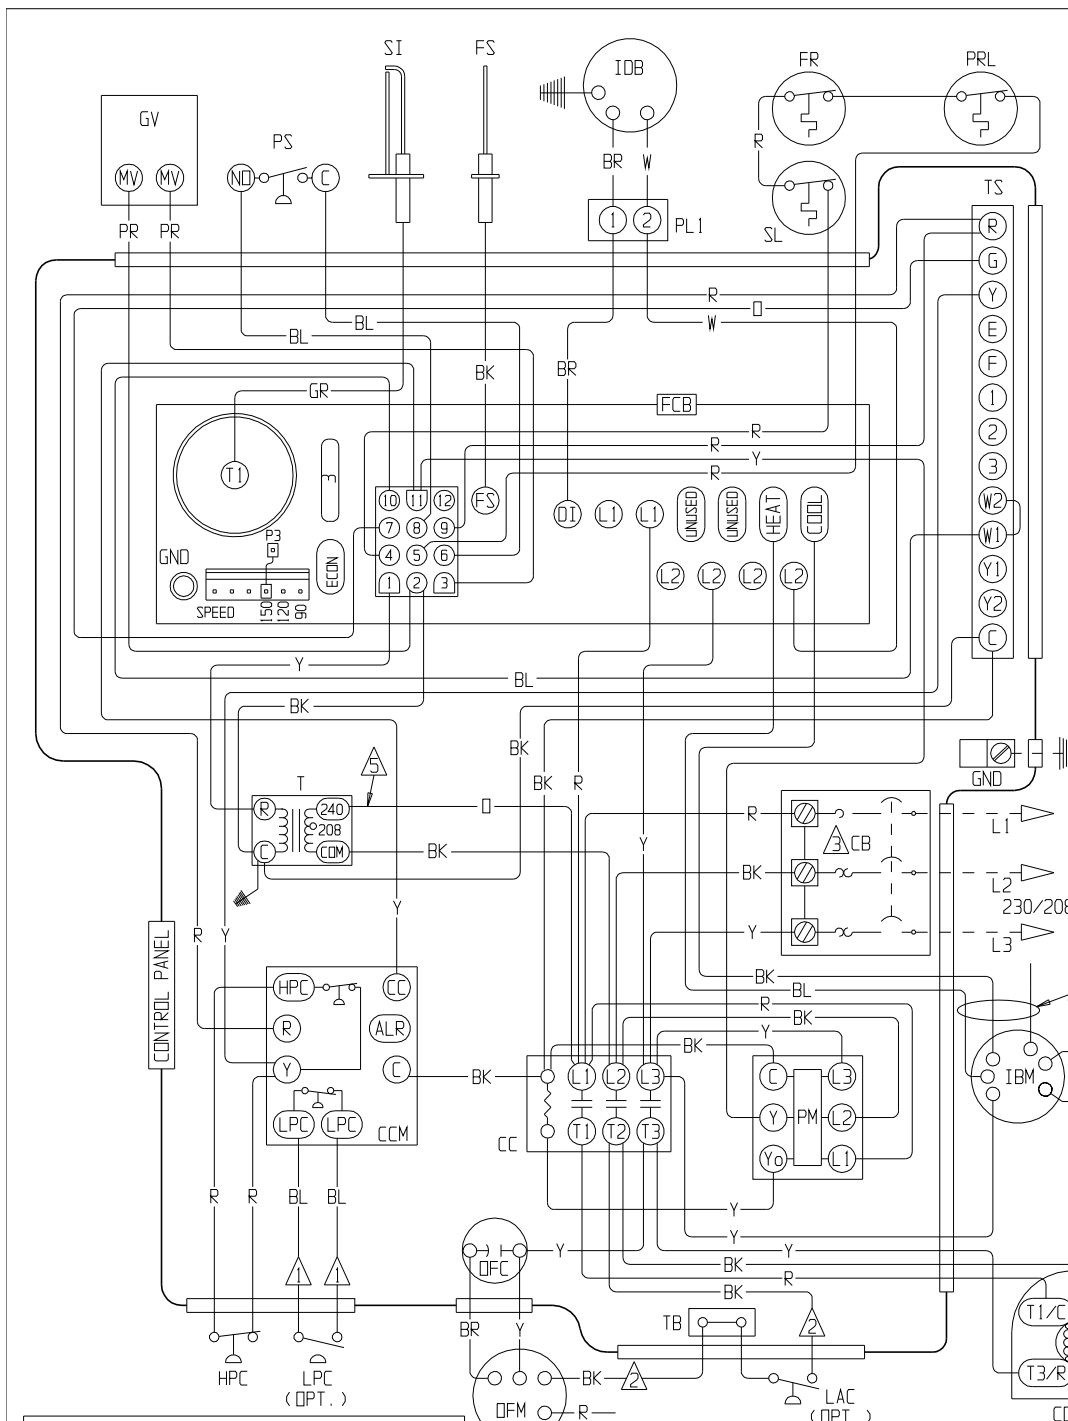 SI FS FR PRL
IDB
GV
PS
MV MV NO C
R
BR W
TS
PR PR
1 2 PL1
SL
R
G
R
Y
O
BL
W
BL
E
BR
F
BK
GR
FCB
1
R
2
R
Y
3
T1
3
R
10 11 12 FS
W2
7 8 9
DI L1 L1 UNUSED UNUSED HEAT COOL
P3
W1
GND
4 5 6
ECON
Y1
1 2 3
L2 L2 L2 L2
SPEED
150
120
90
Y2
C
Y
BL
BK
BK
5
BK R
GND
T
R 240
O
208
R
L1
3 CB
C COM
BK
Y
BK
L2
230/208
Y
R Y
Y
L3
CONTROL PANEL
HPC CC
BK
BL
R
R ALR
BK
Y
BK
Y C
BK
L1 L2 L3
C L3
IBM
LPC LPC
CCM
CC
T1 T2 T3
Y PM L2
Yo L1
R R BL BL
Y
Y
OFC
Y
Y
BK
1 1
R
BK
T1/C
BR Y
TB
2
HPC
LPC
(OPT.)
BK
2
T3/R
LAC
(OPT.)
OFM
R